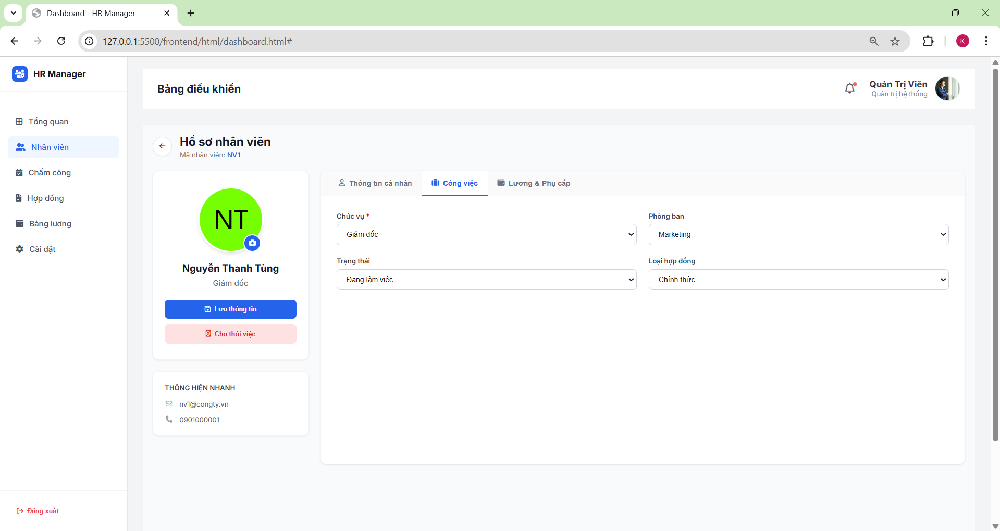 Dashboard - HR Manager
127.0.0.1:5500/frontend/html/dashboard.html#
K
HR Manager
Bảng điều khiển
Quản Trị Viên
Quản trị hệ thống
Tổng quan
Nhân viên
Chấm công
Hợp đồng
Bảng lương
Cài đặt
Đăng xuất
Hồ sơ nhân viên
Mã nhân viên: NV1
NT
Nguyễn Thanh Tùng
Giám đốc
Lưu thông tin
Cho thôi việc
THÔNG HIỆN NHANH
nv1@congty.vn
0901000001
Thông tin cá nhân
Công việc
Lương & Phụ cấp
Chức vụ *
Giám đốc
Phòng ban
Marketing
Trạng thái
Đang làm việc
Loại hợp đồng
Chính thức